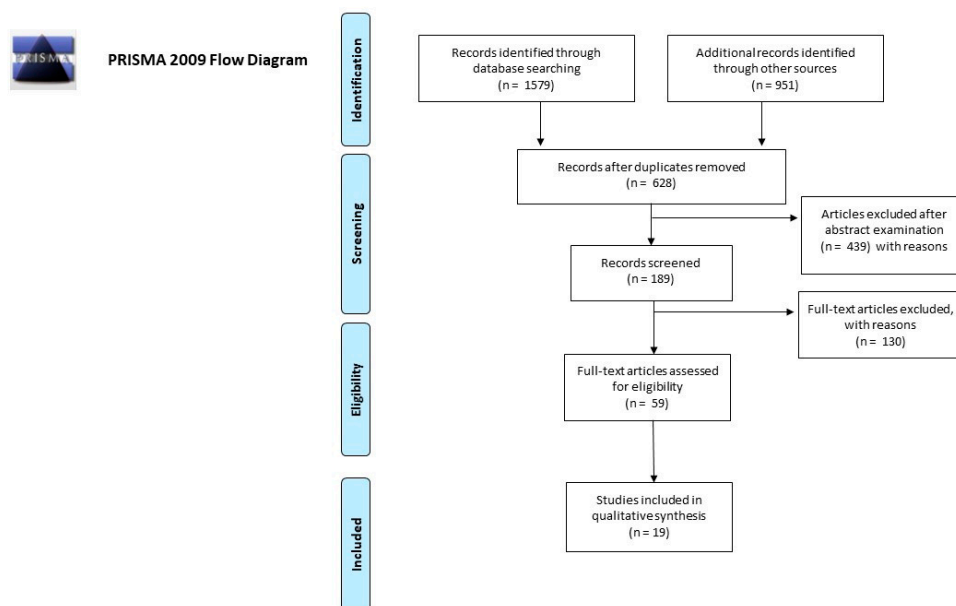 PRISMA
PRISMA 2009 Flow Diagram
Identification
Records identified through
database searching
(n = 1579)
Additional records identified
through other sources
(n = 951)
Screening
Records after duplicates removed
(n = 628)
Articles excluded after
abstract examination
(n = 439) with reasons
Records screened
(n = 189)
Full-text articles excluded,
with reasons
(n = 130)
Eligibility
Full-text articles assessed
for eligibility
(n = 59)
Included
Studies included in
qualitative synthesis
(n = 19)